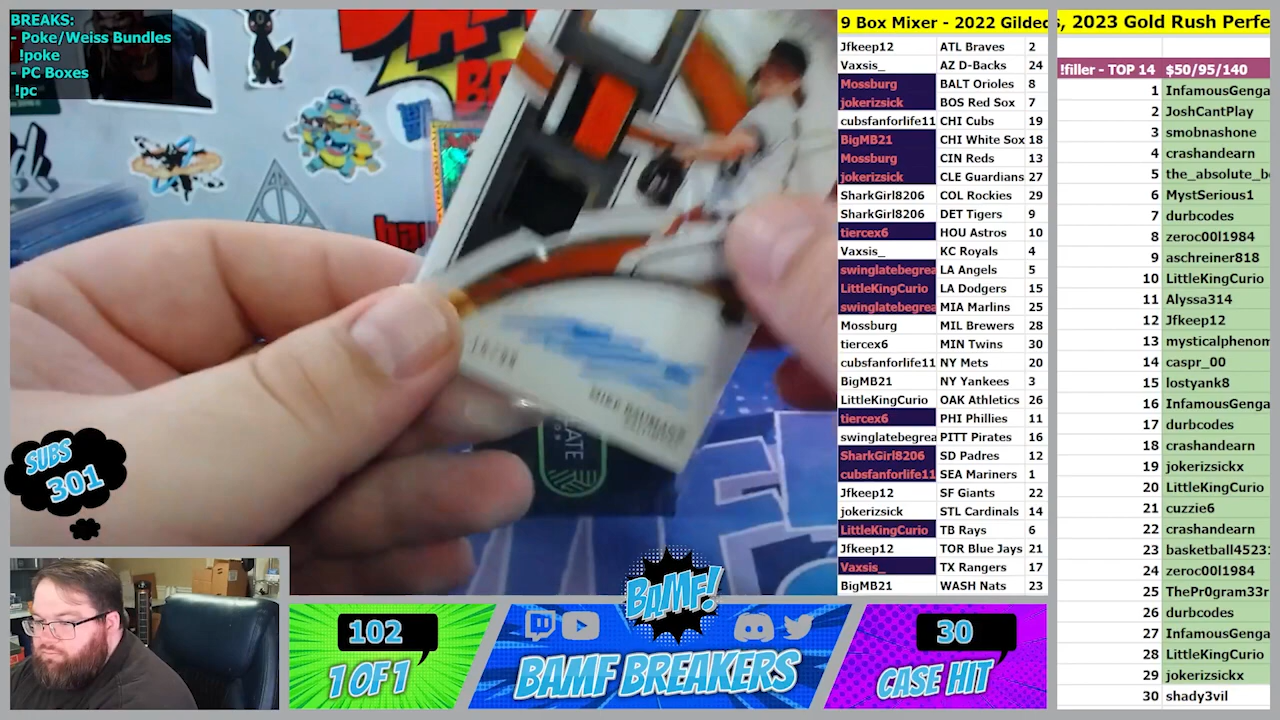 BREAKS:
- Poke/Weiss Bundles
!poke
- PC Boxes
!pc
SUBS
301
9 Box Mixer - 2022 Gilded
Jfkeep12 ATL Braves 2
Vaxsis_ AZ D-Backs 24
Mossburg BALT Orioles 8
jokerizsick BOS Red Sox 7
cubsfanforlife11 CHI Cubs 19
BigMB21 CHI White Sox 18
Mossburg CIN Reds 13
jokerizsick CLE Guardians 27
SharkGirl8206 COL Rockies 29
SharkGirl8206 DET Tigers 9
tiercex6 HOU Astros 10
Vaxsis_ KC Royals 4
swinglatebegrea LA Angels 5
LittleKingCurio LA Dodgers 15
swinglatebegrea MIA Marlins 25
Mossburg MIL Brewers 28
tiercex6 MIN Twins 30
cubsfanforlife11 NY Mets 20
BigMB21 NY Yankees 3
LittleKingCurio OAK Athletics 26
tiercex6 PHI Phillies 11
swinglatebegrea PITT Pirates 16
SharkGirl8206 SD Padres 12
cubsfanforlife11 SEA Mariners 1
Jfkeep12 SF Giants 22
jokerizsick STL Cardinals 14
LittleKingCurio TB Rays 6
Jfkeep12 TOR Blue Jays 21
Vaxsis_ TX Rangers 17
BigMB21 WASH Nats 23
s, 2023 Gold Rush Perfe
!filler - TOP 14 $50/95/140
1 InfamousGenga
2 JoshCantPlay
3 smobnashone
4 crashandearn
5 the_absolute_b
6 MystSerious1
7 durbcodes
8 zeroc00l1984
9 aschreiner818
10 LittleKingCurio
11 Alyssa314
12 Jfkeep12
13 mysticalphenom
14 caspr_00
15 lostyank8
16 InfamousGenga
17 durbcodes
18 crashandearn
19 jokerizsickx
20 LittleKingCurio
21 cuzzie6
22 crashandearn
23 basketball4523
24 zeroc00l1984
25 ThePr0gram33r
26 durbcodes
27 InfamousGenga
28 LittleKingCurio
29 jokerizsickx
30 shady3vil
102
1 OF 1
BAMF!
BAMF BREAKERS
30
CASE HIT